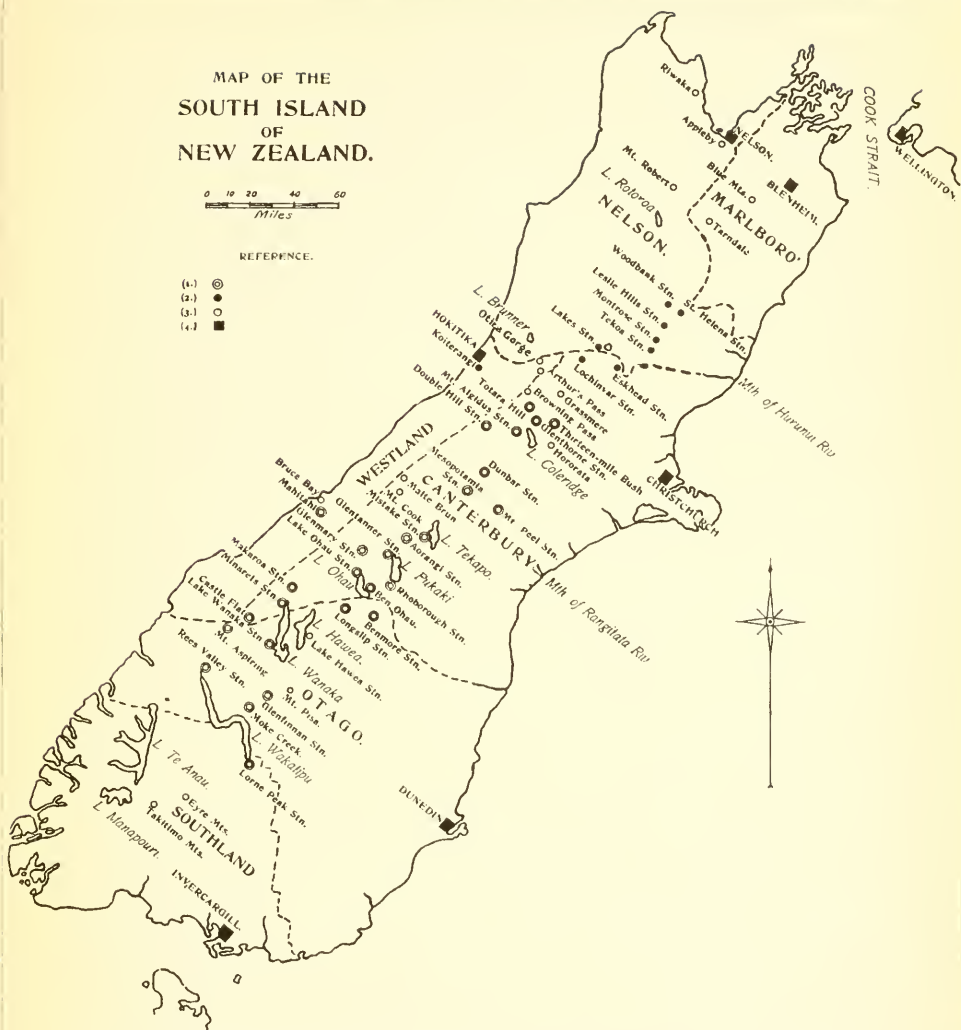 MAP OF THE
SOUTH ISLAND
OF
NEW ZEALAND.
0 10 20 40 60
Miles
REFERENCE.
(1.)
(2.)
(3.)
(4.)
COOK STRAIT.
WELLINGTON.
Riwaka
Appleby
NELSON.
Mt. Robert
Blue Mts.
BLENHEIM.
L. Rotoroa
NELSON.
MARLBORO'
Tarndale
Woodbank Stn.
Leslie Hills Stn.
St. Helena Stn.
Montrose Stn.
Tekoa Stn.
L. Brunner
Otira Gorge
Lakes Stn.
HOKITIKA
Koiterangi
Lochinvar Stn.
Eskhead Stn.
Mth of Hurunui Riv
Arthur's Pass
Grassmere
Browning Pass
Totara Hill
Mt. Algidus Stn.
Double Hill Stn.
Thirteen-mile Bush
Glenthorne Stn.
Hororata
L. Coleridge
CHRISTCHURCH
WESTLAND
CANTERBURY
Mesopotamia
Stn.
Dunbar Stn.
Mt Peel Stn.
Malte Brun
Mt. Cook
Mistake Stn.
Bruce Bay
Mahitahi
Glentanner Stn.
Glenmary Stn.
Lake Ohau Stn.
Aorangi Stn.
L. Tekapo.
L. Pukaki
L. Ohau
Rhoborough Stn.
Ben Ohau.
Mth of Rangitata Riv
Makaroa Stn.
Minarets Stn.
Castle Flat
Lake Wanaka Stn
Longslip Stn.
Benmore Stn.
L. Hawea.
Lake Hawea Stn.
Mt. Aspiring
L. Wanaka
Rees Valley Stn.
OTAGO.
Mt. Pisa.
Glenfinnan Stn.
Moke Creek.
L. Wakatipu
Lorne Peak Stn.
L Te Anau.
Eyre Mts.
Takitimo Mts.
SOUTHLAND
L Manapouri.
DUNEDIN
INVERCARGILL.